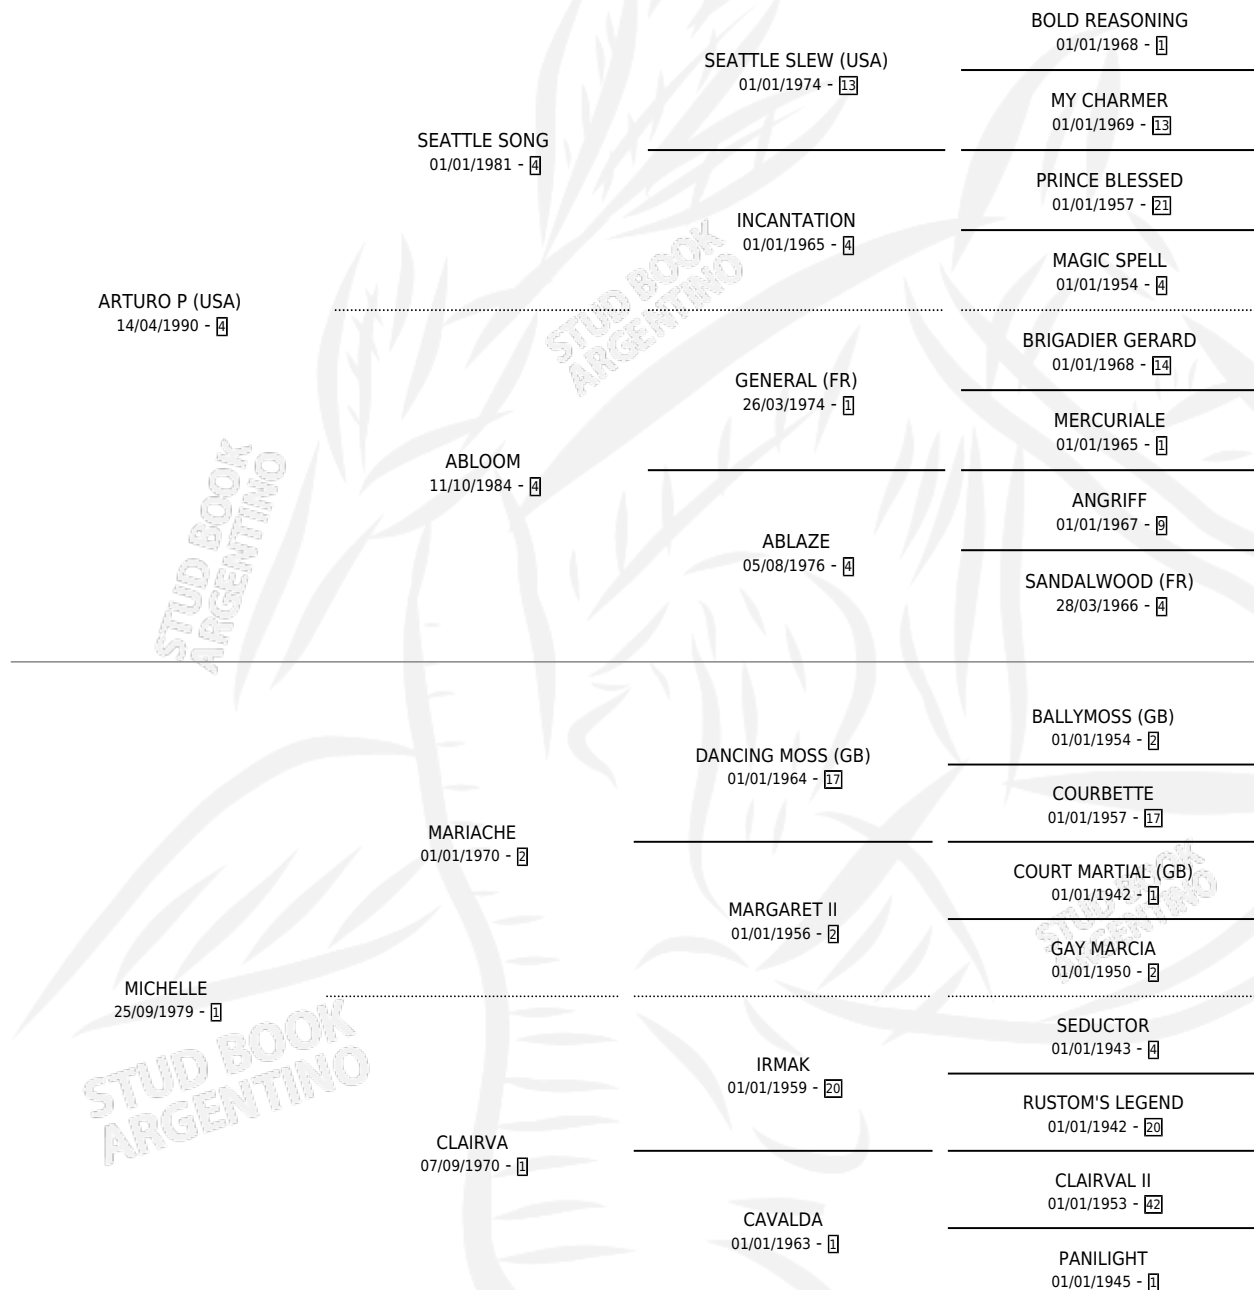 BOLD REASONING
01/01/1968 - 1
SEATTLE SLEW (USA)
01/01/1974 - 13
MY CHARMER
01/01/1969 - 13
SEATTLE SONG
01/01/1981 - 4
PRINCE BLESSED
01/01/1957 - 21
INCANTATION
01/01/1965 - 4
MAGIC SPELL
01/01/1954 - 4
STUD BOOK
ARGENTINO
ARTURO P (USA)
14/04/1990 - 4
BRIGADIER GERARD
01/01/1968 - 14
GENERAL (FR)
26/03/1974 - 1
MERCURIALE
01/01/1965 - 1
ABLOOM
11/10/1984 - 4
ANGRIFF
01/01/1967 - 9
ABLAZE
05/08/1976 - 4
SANDALWOOD (FR)
28/03/1966 - 4
STUD BOOK
ARGENTINO
BALLYMOSS (GB)
01/01/1954 - 2
DANCING MOSS (GB)
01/01/1964 - 17
COURBETTE
01/01/1957 - 17
MARIACHE
01/01/1970 - 2
COURT MARTIAL (GB)
01/01/1942 - 1
MARGARET II
01/01/1956 - 2
GAY MARCIA
01/01/1950 - 2
STUD BOOK
ARGENTINO
MICHELLE
25/09/1979 - 1
SEDUCTOR
01/01/1943 - 4
IRMAK
01/01/1959 - 20
RUSTOM'S LEGEND
01/01/1942 - 20
STUD BOOK
ARGENTINO
CLAIRVA
07/09/1970 - 1
CLAIRVAL II
01/01/1953 - 42
CAVALDA
01/01/1963 - 1
PANILIGHT
01/01/1945 - 1